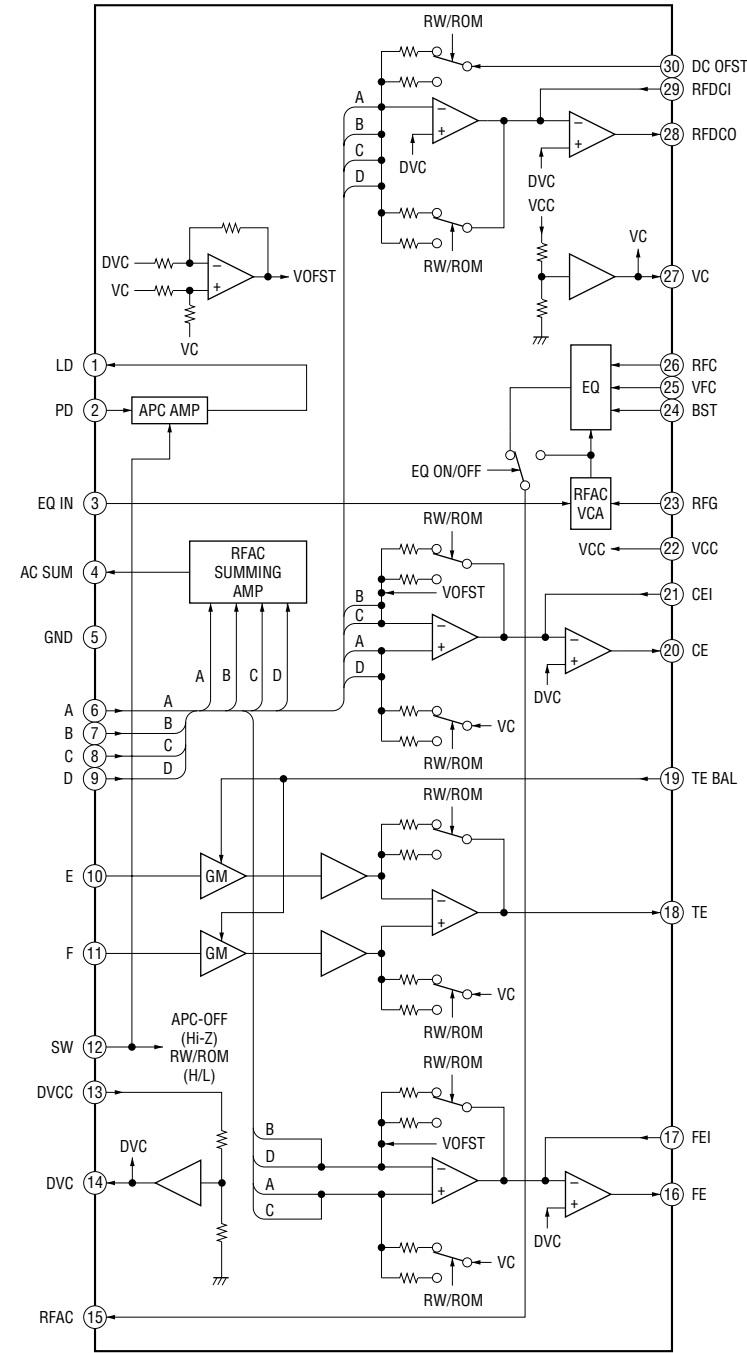 RW/ROM
30 DC OFST
29 RFDCI
A
B
28 RFDCO
DVC
C
D
DVC
VCC
RW/ROM
VC
DVC
VOFST
VC
27 VC
VC
LD 1
26 RFC
EQ
25 VFC
PD 2
APC AMP
24 BST
EQ ON/OFF
EQ IN 3
RFAC
VCA
23 RFG
RW/ROM
VCC
22 VCC
AC SUM 4
RFAC
SUMMING
AMP
VOFST
21 CEI
B
C
GND 5
A
20 CE
A B C D
D
DVC
A 6 A
VC
B 7 B
C 8 C
RW/ROM
D 9 D
19 TE BAL
RW/ROM
E 10
GM
18 TE
F 11
GM
VC
RW/ROM
SW 12
APC-OFF
(Hi-Z)
RW/ROM
(H/L)
RW/ROM
DVCC 13
B
17 FEI
VOFST
DVC
D
DVC 14
A
16 FE
C
DVC
VC
RW/ROM
RFAC 15